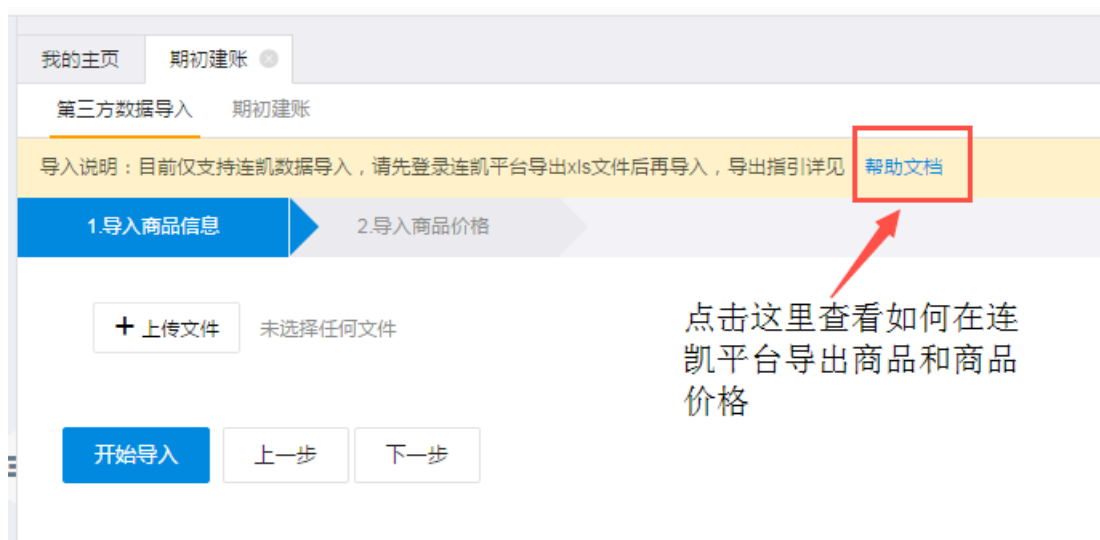 我的主页 期初建账
第三方数据导入 期初建账
导入说明：目前仅支持连凯数据导入，请先登录连凯平台导出xls文件后再导入，导出指引详见 帮助文档
1.导入商品信息 2.导入商品价格
+ 上传文件 未选择任何文件
点击这里查看如何在连
凯平台导出商品和商品
价格
开始导入 上一步 下一步